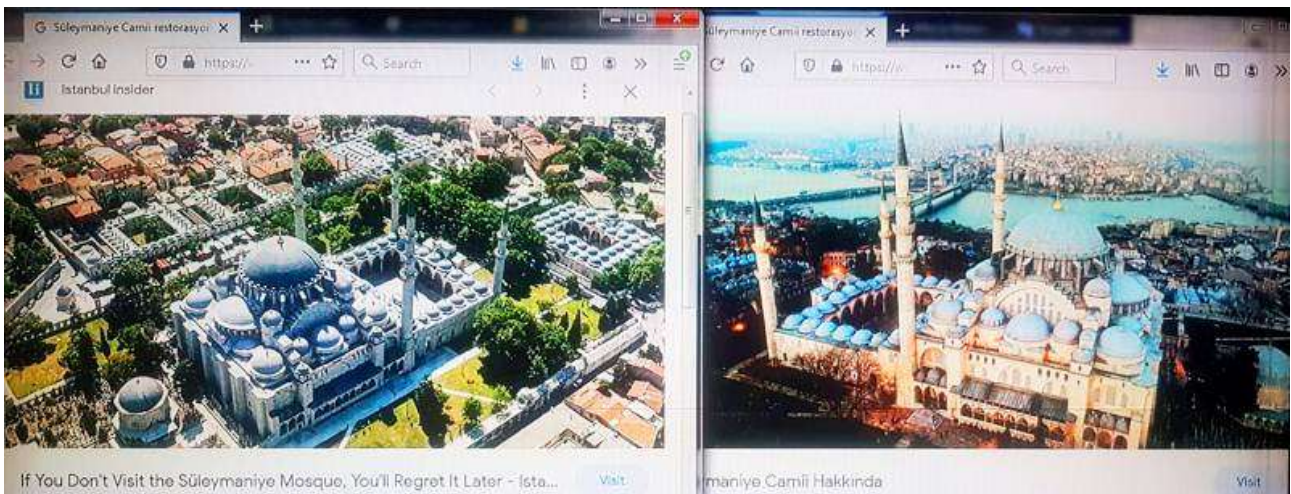 Süleymaniye Camii restorasyo
https://
Search
Istanbul Insider
If You Don't Visit the Süleymaniye Mosque, You'll Regret It Later - Ista...
Visit
üleymaniye Camii restorasyo
https://
Search
maniye Camii Hakkında
Visit